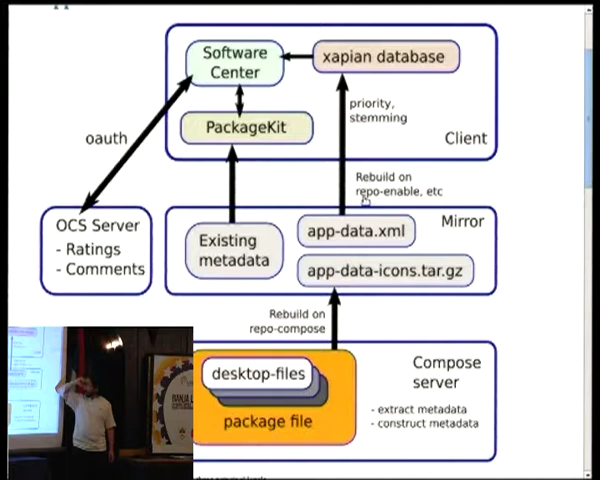 Software
Center
xapian database
priority,
stemming
PackageKit
oauth
Client
Rebuild on
repo-enable, etc
OCS Server
- Ratings
- Comments
Existing
metadata
app-data.xml
Mirror
app-data-icons.tar.gz
Rebuild on
repo-compose
desktop-files
package file
Compose
server
- extract metadata
- construct metadata
BANJA L